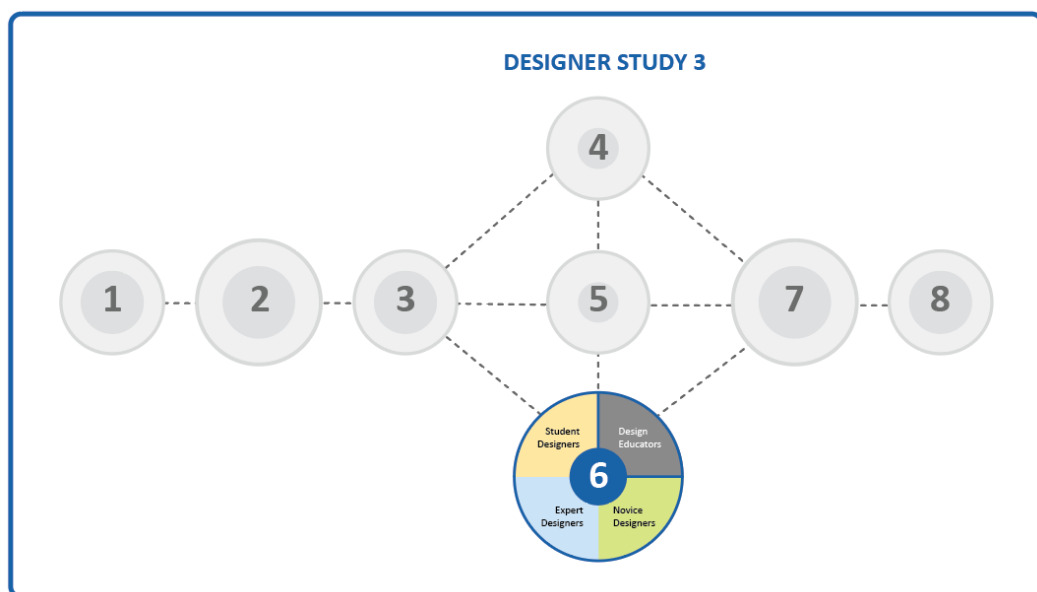 DESIGNER STUDY 3
4
1
2
3
5
7
8
Student
Designers
Design
Educators
6
Expert
Designers
Novice
Designers